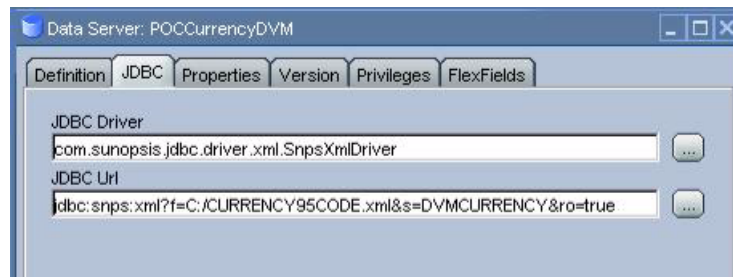 Data Server: POCCurrencyDVM
Definition JDBC Properties Version Privileges FlexFields
JDBC Driver
com.sunopsis.jdbc.driver.xml.SnpsXmlDriver
...
JDBC Url
jdbc:snps:xml?f=C:/CURRENCY95CODE.xml&s=DVMCURRENCY&ro=true
...